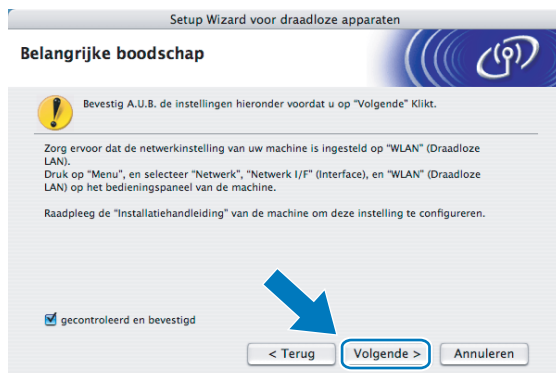 Setup Wizard voor draadloze apparaten
Belangrijke boodschap
Bevestig A.U.B. de instellingen hieronder voordat u op "Volgende" Klikt.
Zorg ervoor dat de netwerkinstelling van uw machine is ingesteld op "WLAN" (Draadloze
LAN).
Druk op "Menu", en selecteer "Netwerk", "Netwerk I/F" (Interface), en "WLAN" (Draadloze
LAN) op het bedieningspaneel van de machine.
Raadpleeg de "Installatiehandleiding" van de machine om deze instelling te configureren.
gecontroleerd en bevestigd
< Terug
Volgende >
Annuleren